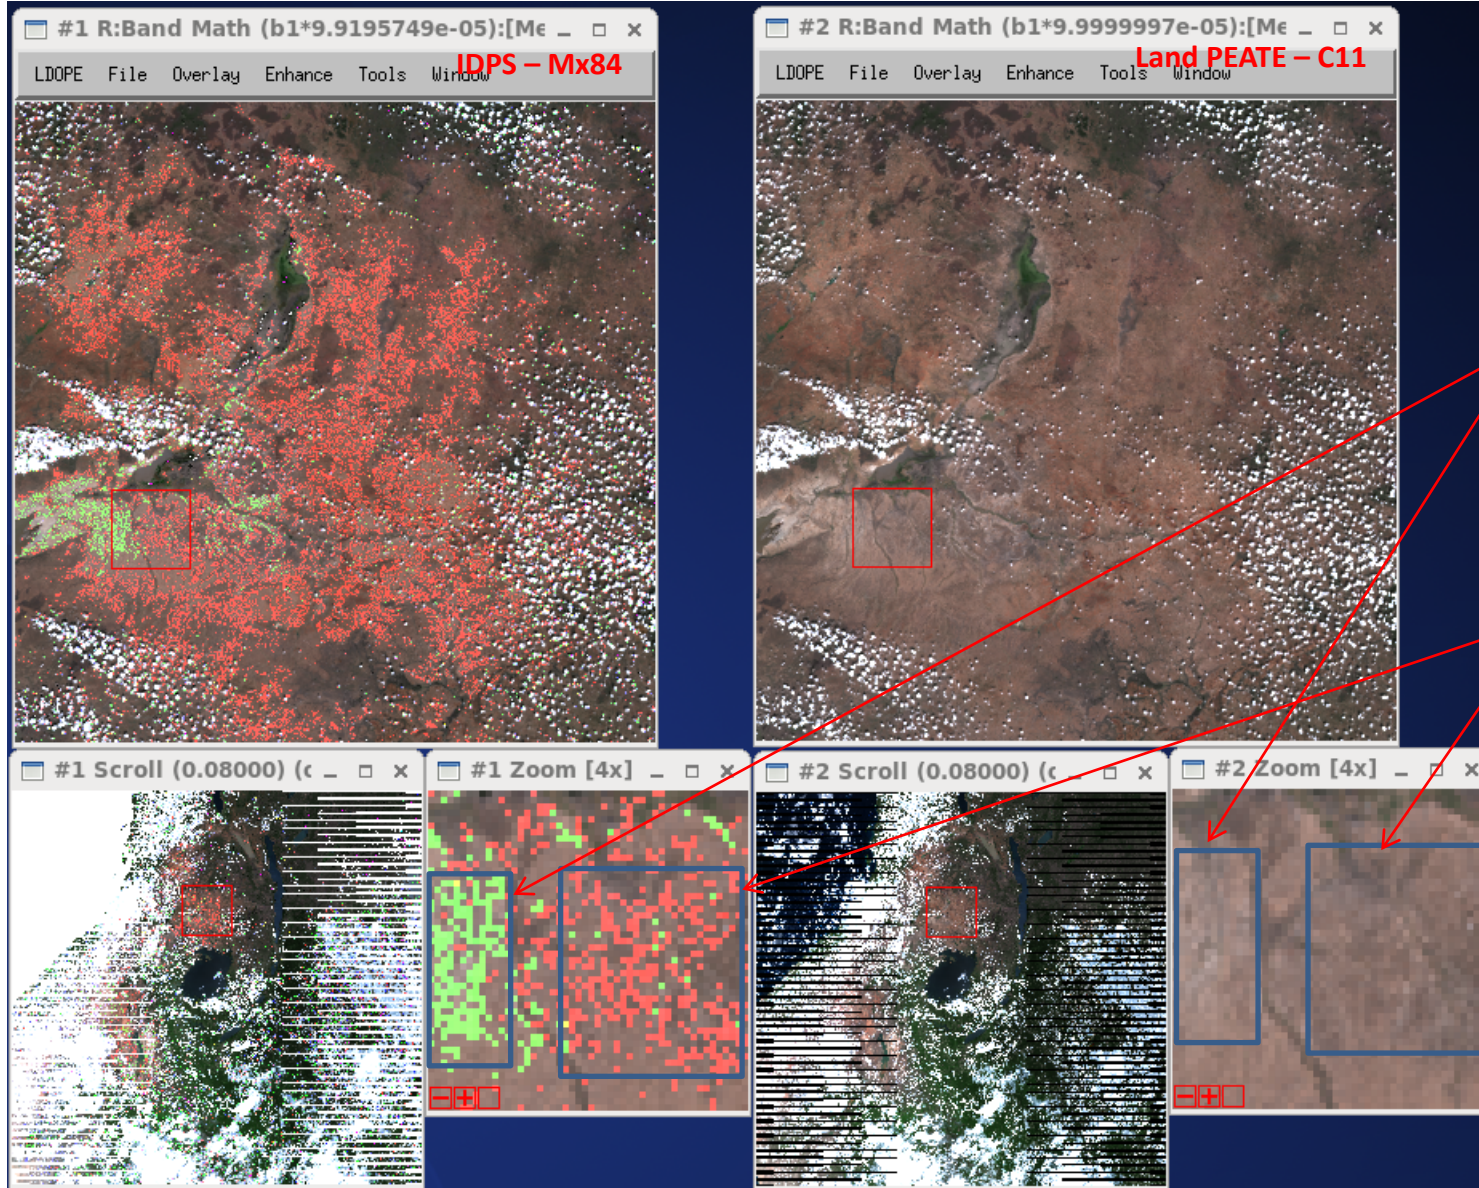 #1 R:Band Math (b1*9.9195749e-05):[Me
IDPS – Mx84
LDOPE File Overlay Enhance Tools Window
#2 R:Band Math (b1*9.9999997e-05):[Me
Land PEATE – C11
LDOPE File Overlay Enhance Tools Window
#1 Scroll (0.08000) (c
#1 Zoom [4x]
#2 Scroll (0.08000) (c
#2 Zoom [4x]